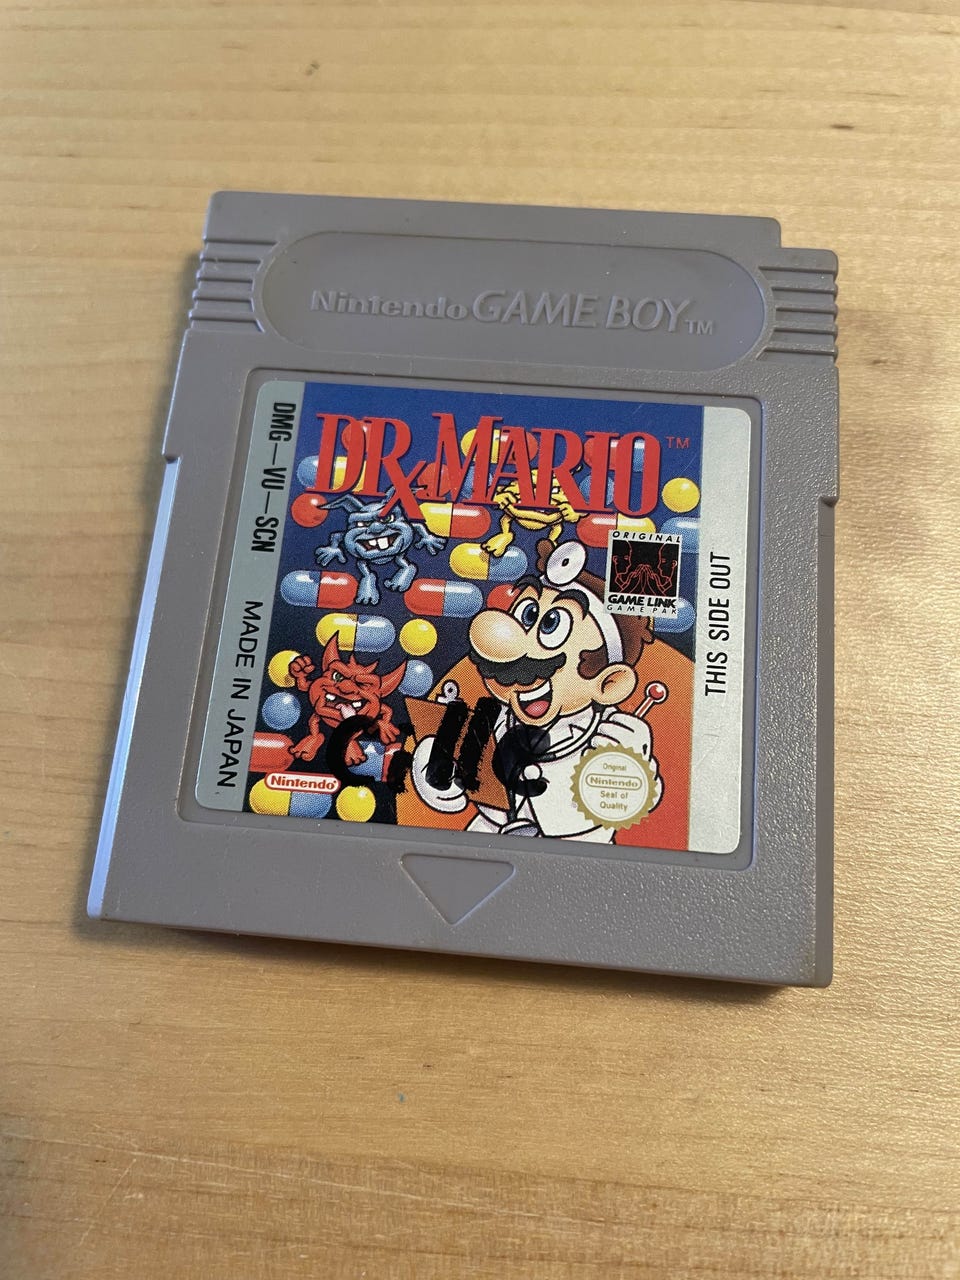 Nintendo GAME BOY TM
DMG-VU-SCN
MADE IN JAPAN
DR. MARIO TM
ORIGINAL
GAME LINK
GAME PAK
THIS SIDE OUT
Nintendo
Original
Nintendo
Seal of
Quality